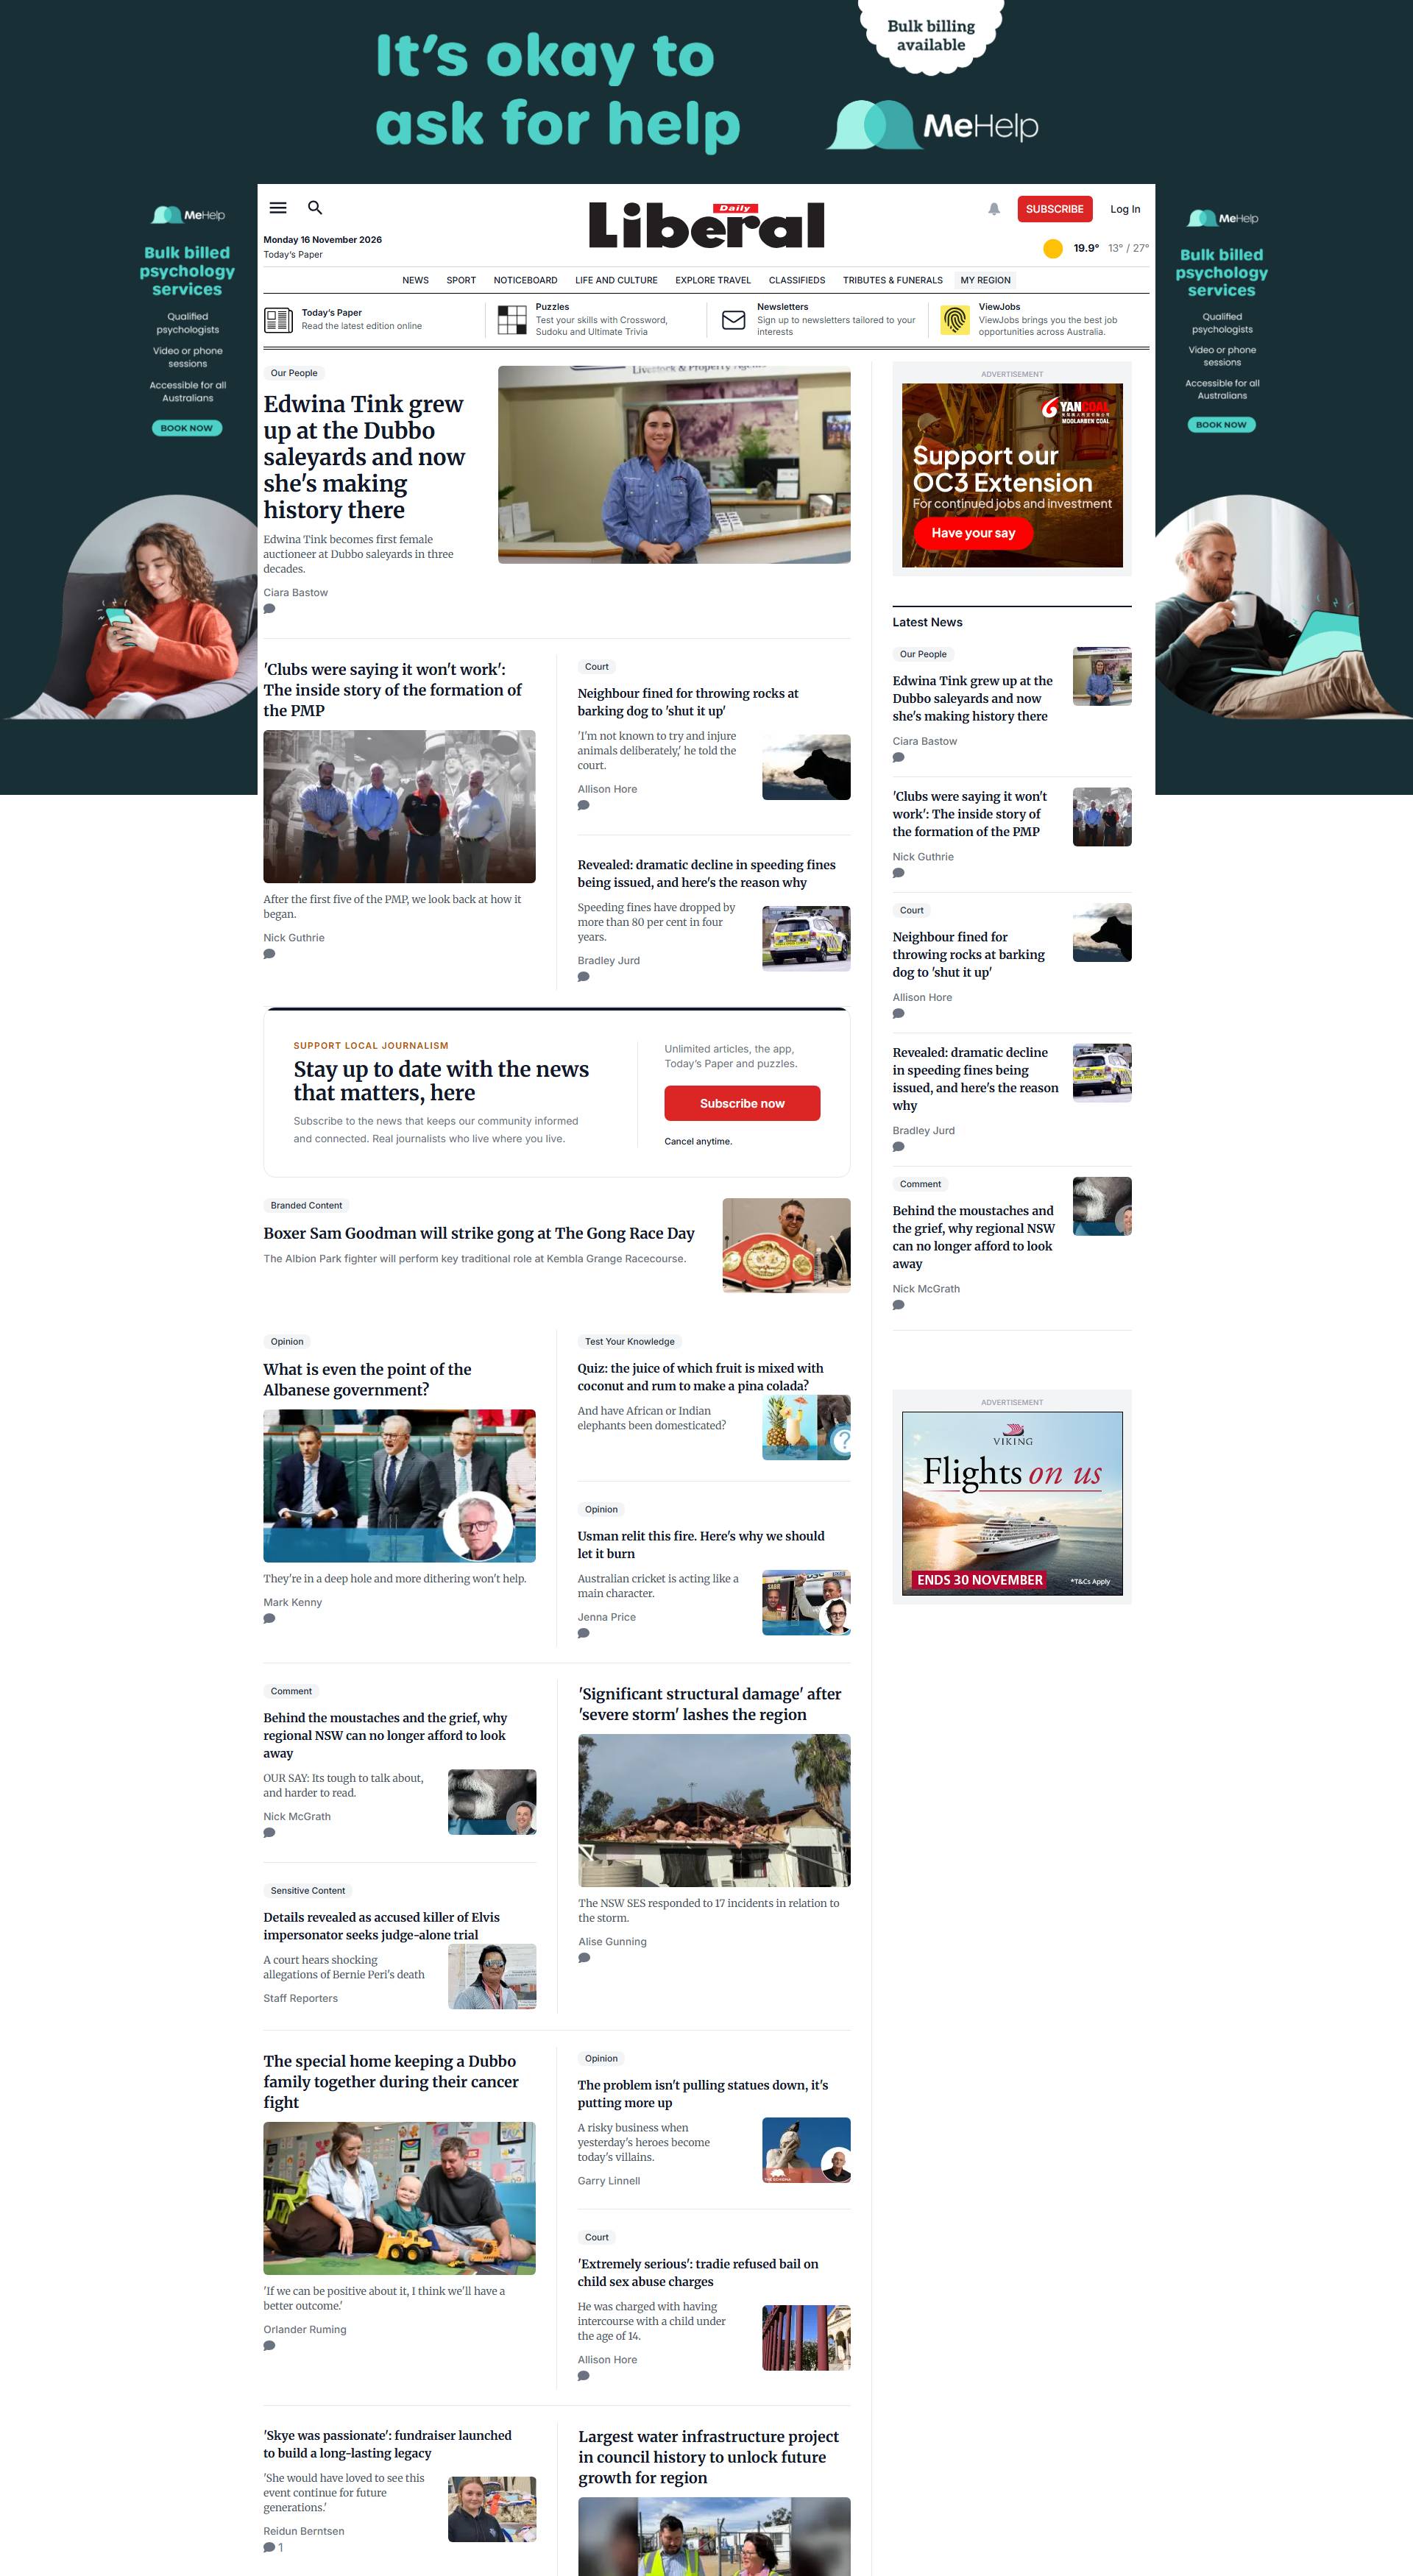 It's okay to
ask for help
Bulk billing
available
MeHelp
MeHelp
Bulk billed
psychology
services
Qualified
psychologists
Video or phone
sessions
Accessible for all
Australians
BOOK NOW
MeHelp
Bulk billed
psychology
services
Qualified
psychologists
Video or phone
sessions
Accessible for all
Australians
BOOK NOW
Daily
Liberal
SUBSCRIBE
Log In
Monday 16 November 2026
Today's Paper
19.9° 13° / 27°
NEWS SPORT NOTICEBOARD LIFE AND CULTURE EXPLORE TRAVEL CLASSIFIEDS TRIBUTES & FUNERALS MY REGION
Today's Paper
Read the latest edition online
Puzzles
Test your skills with Crossword,
Sudoku and Ultimate Trivia
Newsletters
Sign up to newsletters tailored to your
interests
ViewJobs
ViewJobs brings you the best job
opportunities across Australia.
Our People
Edwina Tink grew
up at the Dubbo
saleyards and now
she's making
history there
Edwina Tink becomes first female
auctioneer at Dubbo saleyards in three
decades.
Ciara Bastow
Livestock & Property
'Clubs were saying it won't work':
The inside story of the formation of
the PMP
After the first five of the PMP, we look back at how it
began.
Nick Guthrie
Court
Neighbour fined for throwing rocks at
barking dog to 'shut it up'
'I'm not known to try and injure
animals deliberately,' he told the
court.
Allison Hore
Revealed: dramatic decline in speeding fines
being issued, and here's the reason why
Speeding fines have dropped by
more than 80 per cent in four
years.
Bradley Jurd
SUPPORT LOCAL JOURNALISM
Stay up to date with the news
that matters, here
Subscribe to the news that keeps our community informed
and connected. Real journalists who live where you live.
Unlimited articles, the app,
Today's Paper and puzzles.
Subscribe now
Cancel anytime.
Branded Content
Boxer Sam Goodman will strike gong at The Gong Race Day
The Albion Park fighter will perform key traditional role at Kembla Grange Racecourse.
Opinion
What is even the point of the
Albanese government?
They're in a deep hole and more dithering won't help.
Mark Kenny
Test Your Knowledge
Quiz: the juice of which fruit is mixed with
coconut and rum to make a pina colada?
And have African or Indian
elephants been domesticated?
?
Opinion
Usman relit this fire. Here's why we should
let it burn
Australian cricket is acting like a
main character.
Jenna Price
Comment
Behind the moustaches and the grief, why
regional NSW can no longer afford to look
away
OUR SAY: Its tough to talk about,
and harder to read.
Nick McGrath
Sensitive Content
Details revealed as accused killer of Elvis
impersonator seeks judge-alone trial
A court hears shocking
allegations of Bernie Peri's death
Staff Reporters
'Significant structural damage' after
'severe storm' lashes the region
The NSW SES responded to 17 incidents in relation to
the storm.
Alise Gunning
The special home keeping a Dubbo
family together during their cancer
fight
'If we can be positive about it, I think we'll have a
better outcome.'
Orlander Ruming
Opinion
The problem isn't pulling statues down, it's
putting more up
A risky business when
yesterday's heroes become
today's villains.
Garry Linnell
Court
'Extremely serious': tradie refused bail on
child sex abuse charges
He was charged with having
intercourse with a child under
the age of 14.
Allison Hore
'Skye was passionate': fundraiser launched
to build a long-lasting legacy
'She would have loved to see this
event continue for future
generations.'
Reidun Berntsen
1
Largest water infrastructure project
in council history to unlock future
growth for region
ADVERTISEMENT
YANCOAL
MOOLARBEN COAL
Support our
OC3 Extension
For continued jobs and investment
Have your say
Latest News
Our People
Edwina Tink grew up at the
Dubbo saleyards and now
she's making history there
Ciara Bastow
'Clubs were saying it won't
work': The inside story of
the formation of the PMP
Nick Guthrie
Court
Neighbour fined for
throwing rocks at barking
dog to 'shut it up'
Allison Hore
Revealed: dramatic decline
in speeding fines being
issued, and here's the reason
why
Bradley Jurd
Comment
Behind the moustaches and
the grief, why regional NSW
can no longer afford to look
away
Nick McGrath
ADVERTISEMENT
VIKING
Flights on us
ENDS 30 NOVEMBER
*T&Cs Apply